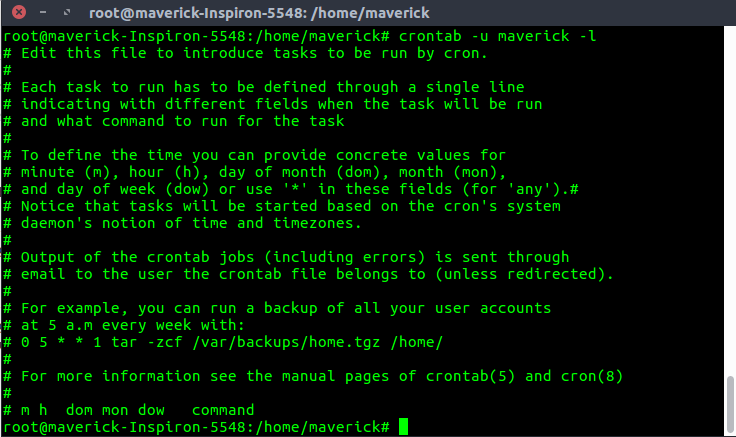 root@maverick-Inspiron-5548: /home/maverick
root@maverick-Inspiron-5548:/home/maverick# crontab -u maverick -l
# Edit this file to introduce tasks to be run by cron.
#
# Each task to run has to be defined through a single line
# indicating with different fields when the task will be run
# and what command to run for the task
#
# To define the time you can provide concrete values for
# minute (m), hour (h), day of month (dom), month (mon),
# and day of week (dow) or use '*' in these fields (for 'any').#
# Notice that tasks will be started based on the cron's system
# daemon's notion of time and timezones.
#
# Output of the crontab jobs (including errors) is sent through
# email to the user the crontab file belongs to (unless redirected).
#
# For example, you can run a backup of all your user accounts
# at 5 a.m every week with:
# 0 5 * * 1 tar -zcf /var/backups/home.tgz /home/
#
# For more information see the manual pages of crontab(5) and cron(8)
#
# m h  dom mon dow   command
root@maverick-Inspiron-5548:/home/maverick#